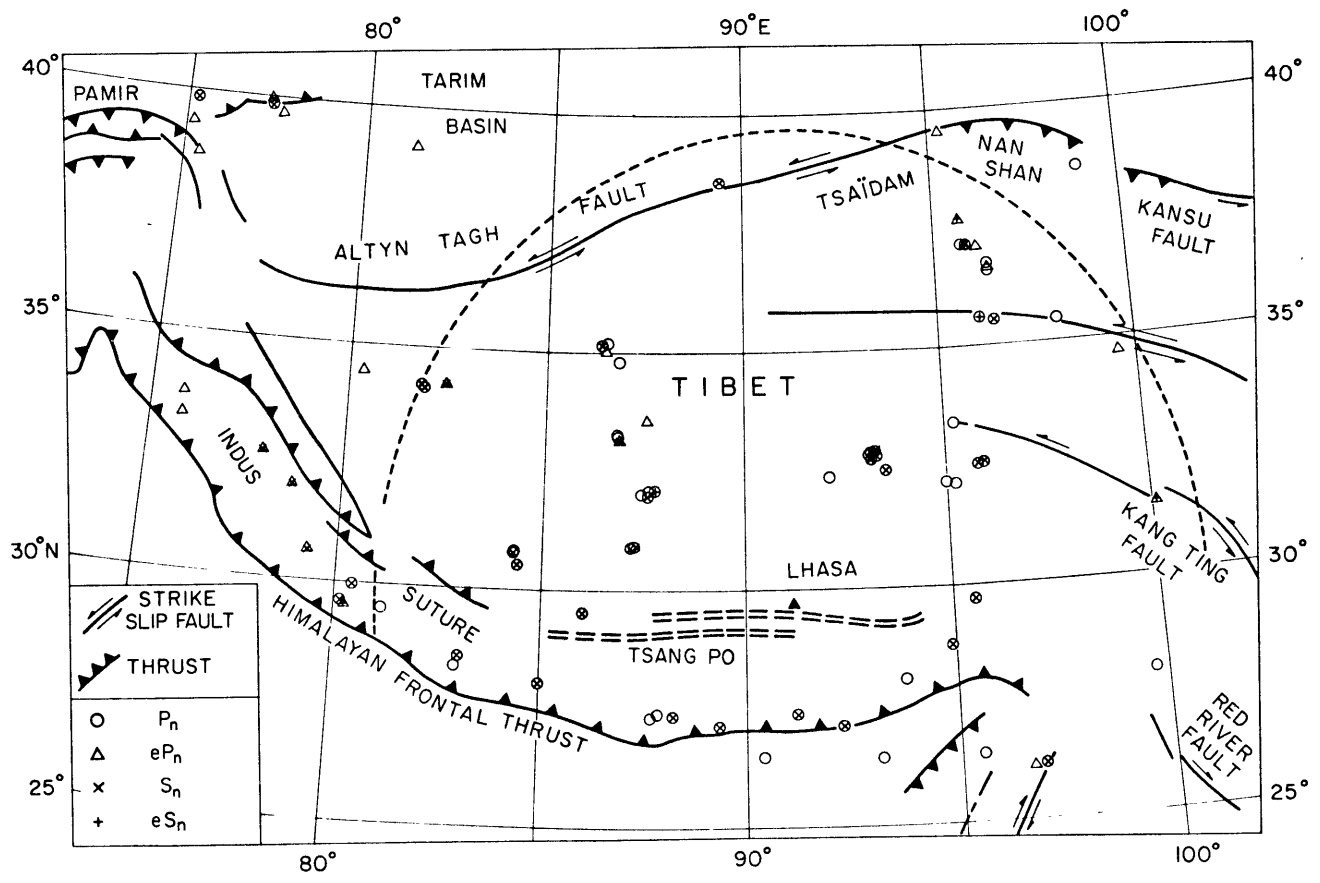 80° 90°E 100°
40° 40°
PAMIR
TARIM
BASIN
NAN
SHAN
TSAÏDAM
FAULT
ALTYN TAGH
KANSU
FAULT
35° 35°
TIBET
INDUS
SUTURE
KANG TING
FAULT
30°N 30°
LHASA
TSANG PO
HIMALAYAN FRONTAL THRUST
RED
RIVER
FAULT
STRIKE
SLIP FAULT
THRUST
Pn
ePn
Sn
eSn
25° 25°
80° 90° 100°